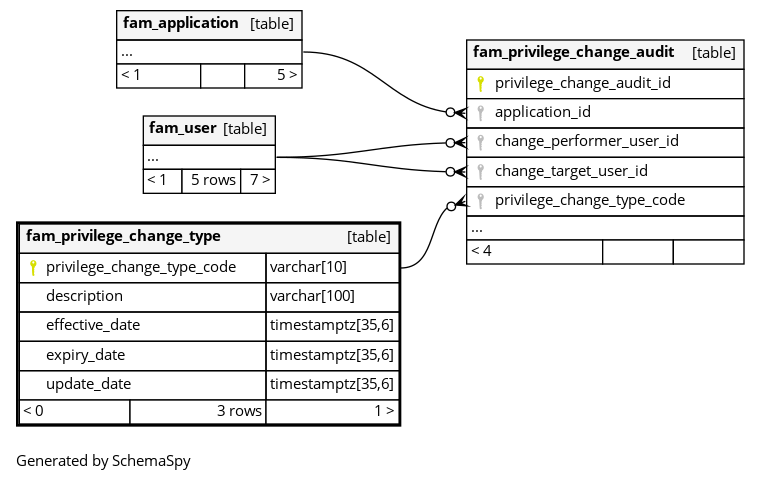 fam_application [table]
...
< 1 5 >
fam_user [table]
...
< 1 5 rows 7 >
fam_privilege_change_type [table]
privilege_change_type_code varchar[10]
description varchar[100]
effective_date timestamptz[35,6]
expiry_date timestamptz[35,6]
update_date timestamptz[35,6]
< 0 3 rows 1 >
fam_privilege_change_audit [table]
privilege_change_audit_id
application_id
change_performer_user_id
change_target_user_id
privilege_change_type_code
...
< 4
Generated by SchemaSpy